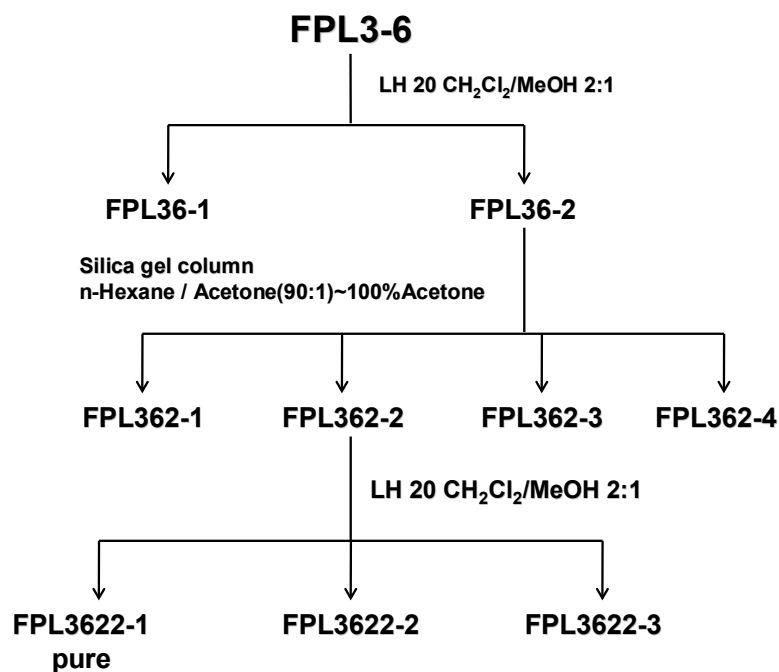 FPL3-6
LH 20 CH₂Cl₂/MeOH 2:1
FPL36-1
FPL36-2
Silica gel column
n-Hexane / Acetone(90:1)~100%Acetone
FPL362-1
FPL362-2
FPL362-3
FPL362-4
LH 20 CH₂Cl₂/MeOH 2:1
FPL3622-1
pure
FPL3622-2
FPL3622-3